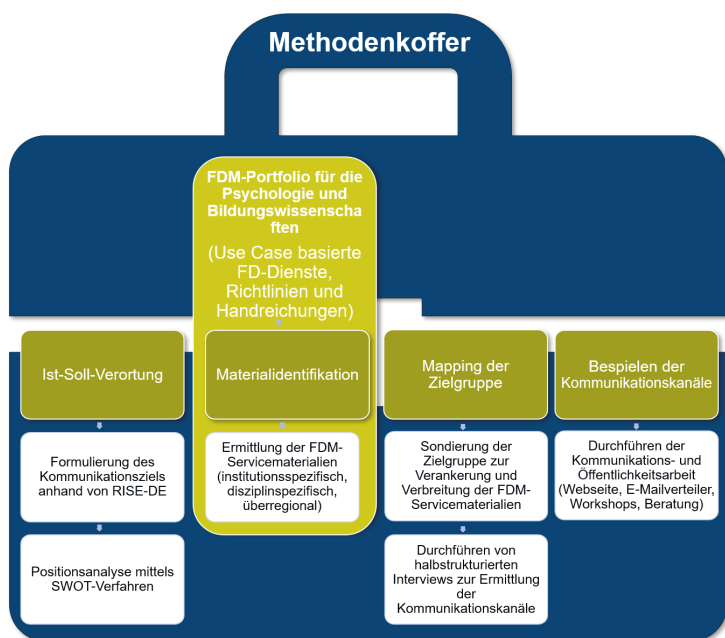 Methodenkoffer
FDM-Portfolio für die
Psychologie und
Bildungswissenscha
ften
(Use Case basierte
FD-Dienste,
Richtlinien und
Handreichungen)
Ist-Soll-Verortung
Formulierung des
Kommunikationsziels
anhand von RISE-DE
Positionsanalyse mittels
SWOT-Verfahren
Materialidentifikation
Ermittlung der FDM-
Servicematerialien
(institutionsspezifisch,
disziplinspezifisch,
überregional)
Mapping der
Zielgruppe
Sondierung der
Zielgruppe zur
Verankerung und
Verbreitung der FDM-
Servicematerialien
Durchführen von
halbstrukturierten
Interviews zur Ermittlung
der
Kommunikationskanäle
Bespielen der
Kommunikationskanäle
Durchführen der
Kommunikations- und
Öffentlichkeitsarbeit
(Webseite, E-Mailverteiler,
Workshops, Beratung)